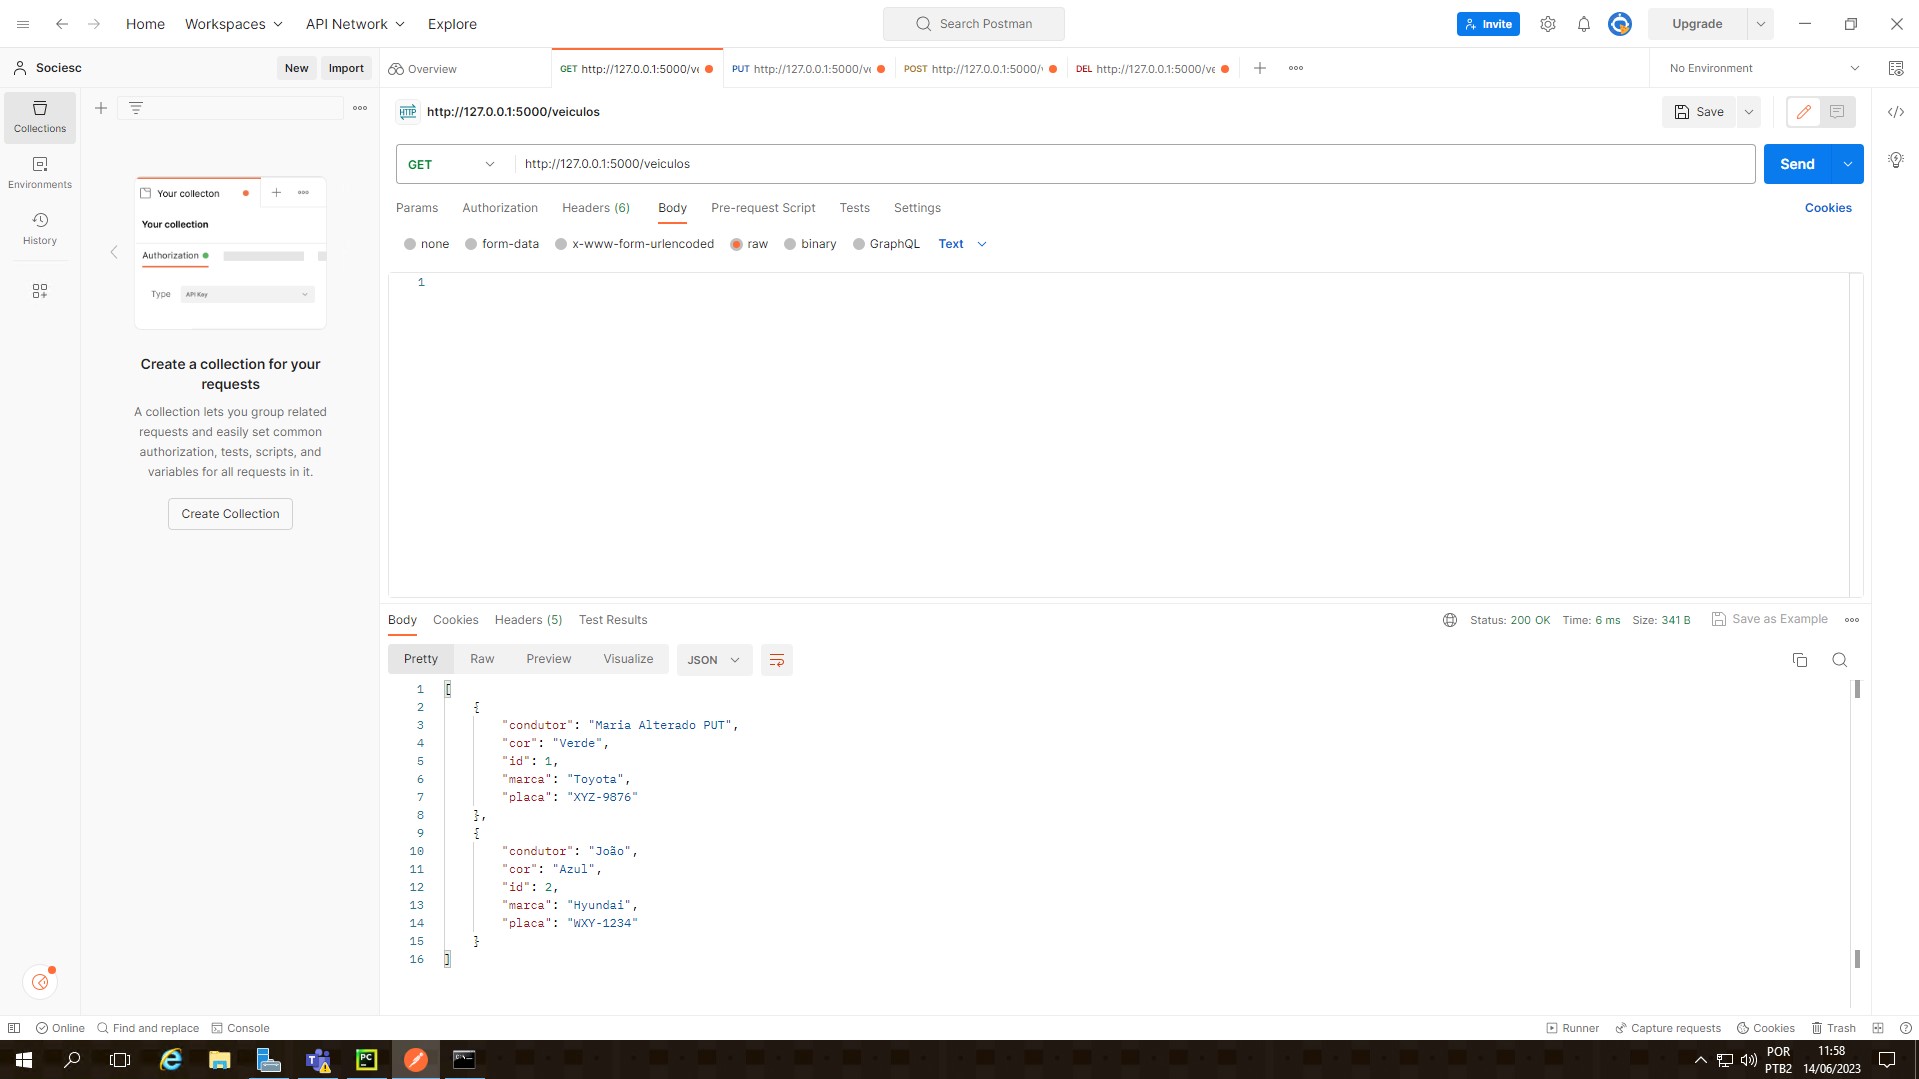 Home Workspaces API Network Explore Search Postman Invite Upgrade
Sociesc New Import Overview GET http://127.0.0.1:5000/ve PUT http://127.0.0.1:5000/ve POST http://127.0.0.1:5000/ DEL http://127.0.0.1:5000/ve No Environment
Collections
Environments
History
Your collecton
Your collection
Authorization
Type API Key
Create a collection for your
requests
A collection lets you group related
requests and easily set common
authorization, tests, scripts, and
variables for all requests in it.
Create Collection
HTTP http://127.0.0.1:5000/veiculos Save
GET http://127.0.0.1:5000/veiculos Send
Params Authorization Headers (6) Body Pre-request Script Tests Settings Cookies
none form-data x-www-form-urlencoded raw binary GraphQL Text
1
Body Cookies Headers (5) Test Results Status: 200 OK Time: 6 ms Size: 341 B Save as Example
Pretty Raw Preview Visualize JSON
1 [
2 {
3 "condutor": "Maria Alterado PUT",
4 "cor": "Verde",
5 "id": 1,
6 "marca": "Toyota",
7 "placa": "XYZ-9876"
8 },
9 {
10 "condutor": "João",
11 "cor": "Azul",
12 "id": 2,
13 "marca": "Hyundai",
14 "placa": "WXY-1234"
15 }
16 ]
Online Find and replace Console Runner Capture requests Cookies Trash
PC POR 11:58
PTB2 14/06/2023